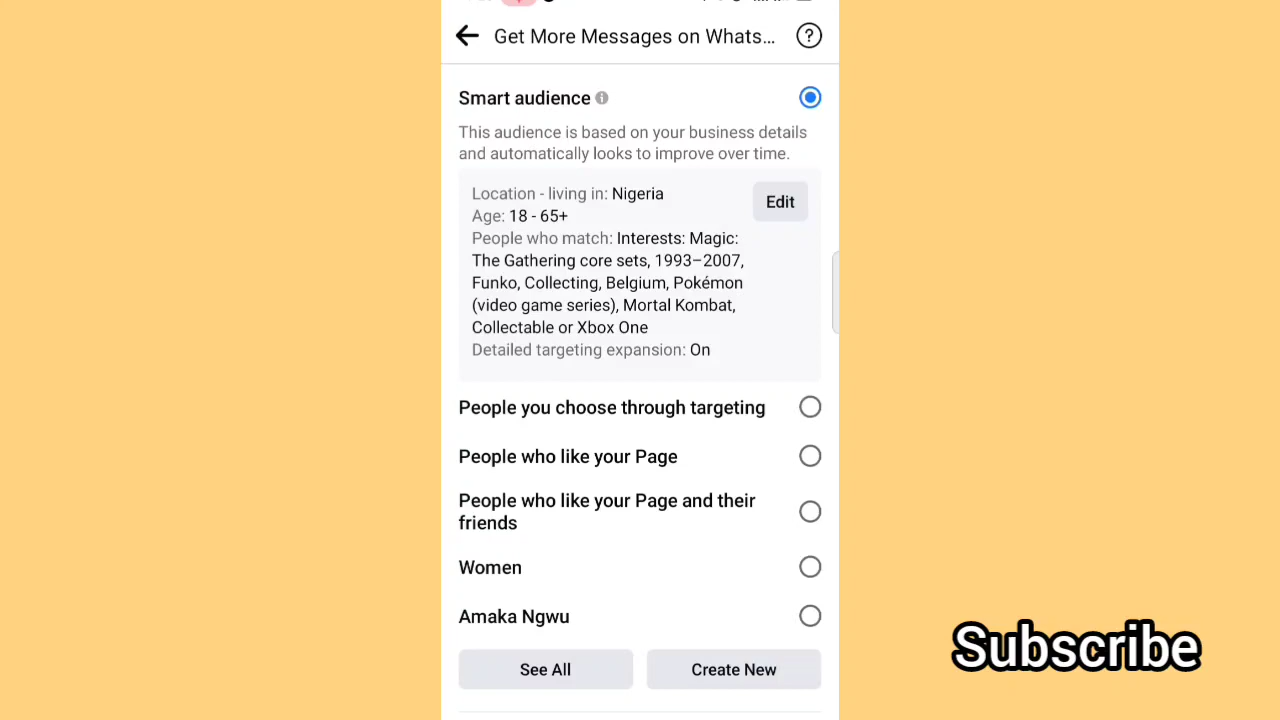 Get More Messages on Whats...
Smart audience
This audience is based on your business details
and automatically looks to improve over time.
Location - living in: Nigeria
Edit
Age: 18 - 65+
People who match: Interests: Magic:
The Gathering core sets, 1993–2007,
Funko, Collecting, Belgium, Pokémon
(video game series), Mortal Kombat,
Collectable or Xbox One
Detailed targeting expansion: On
People you choose through targeting
People who like your Page
People who like your Page and their
friends
Women
Amaka Ngwu
See All
Create New
Subscribe